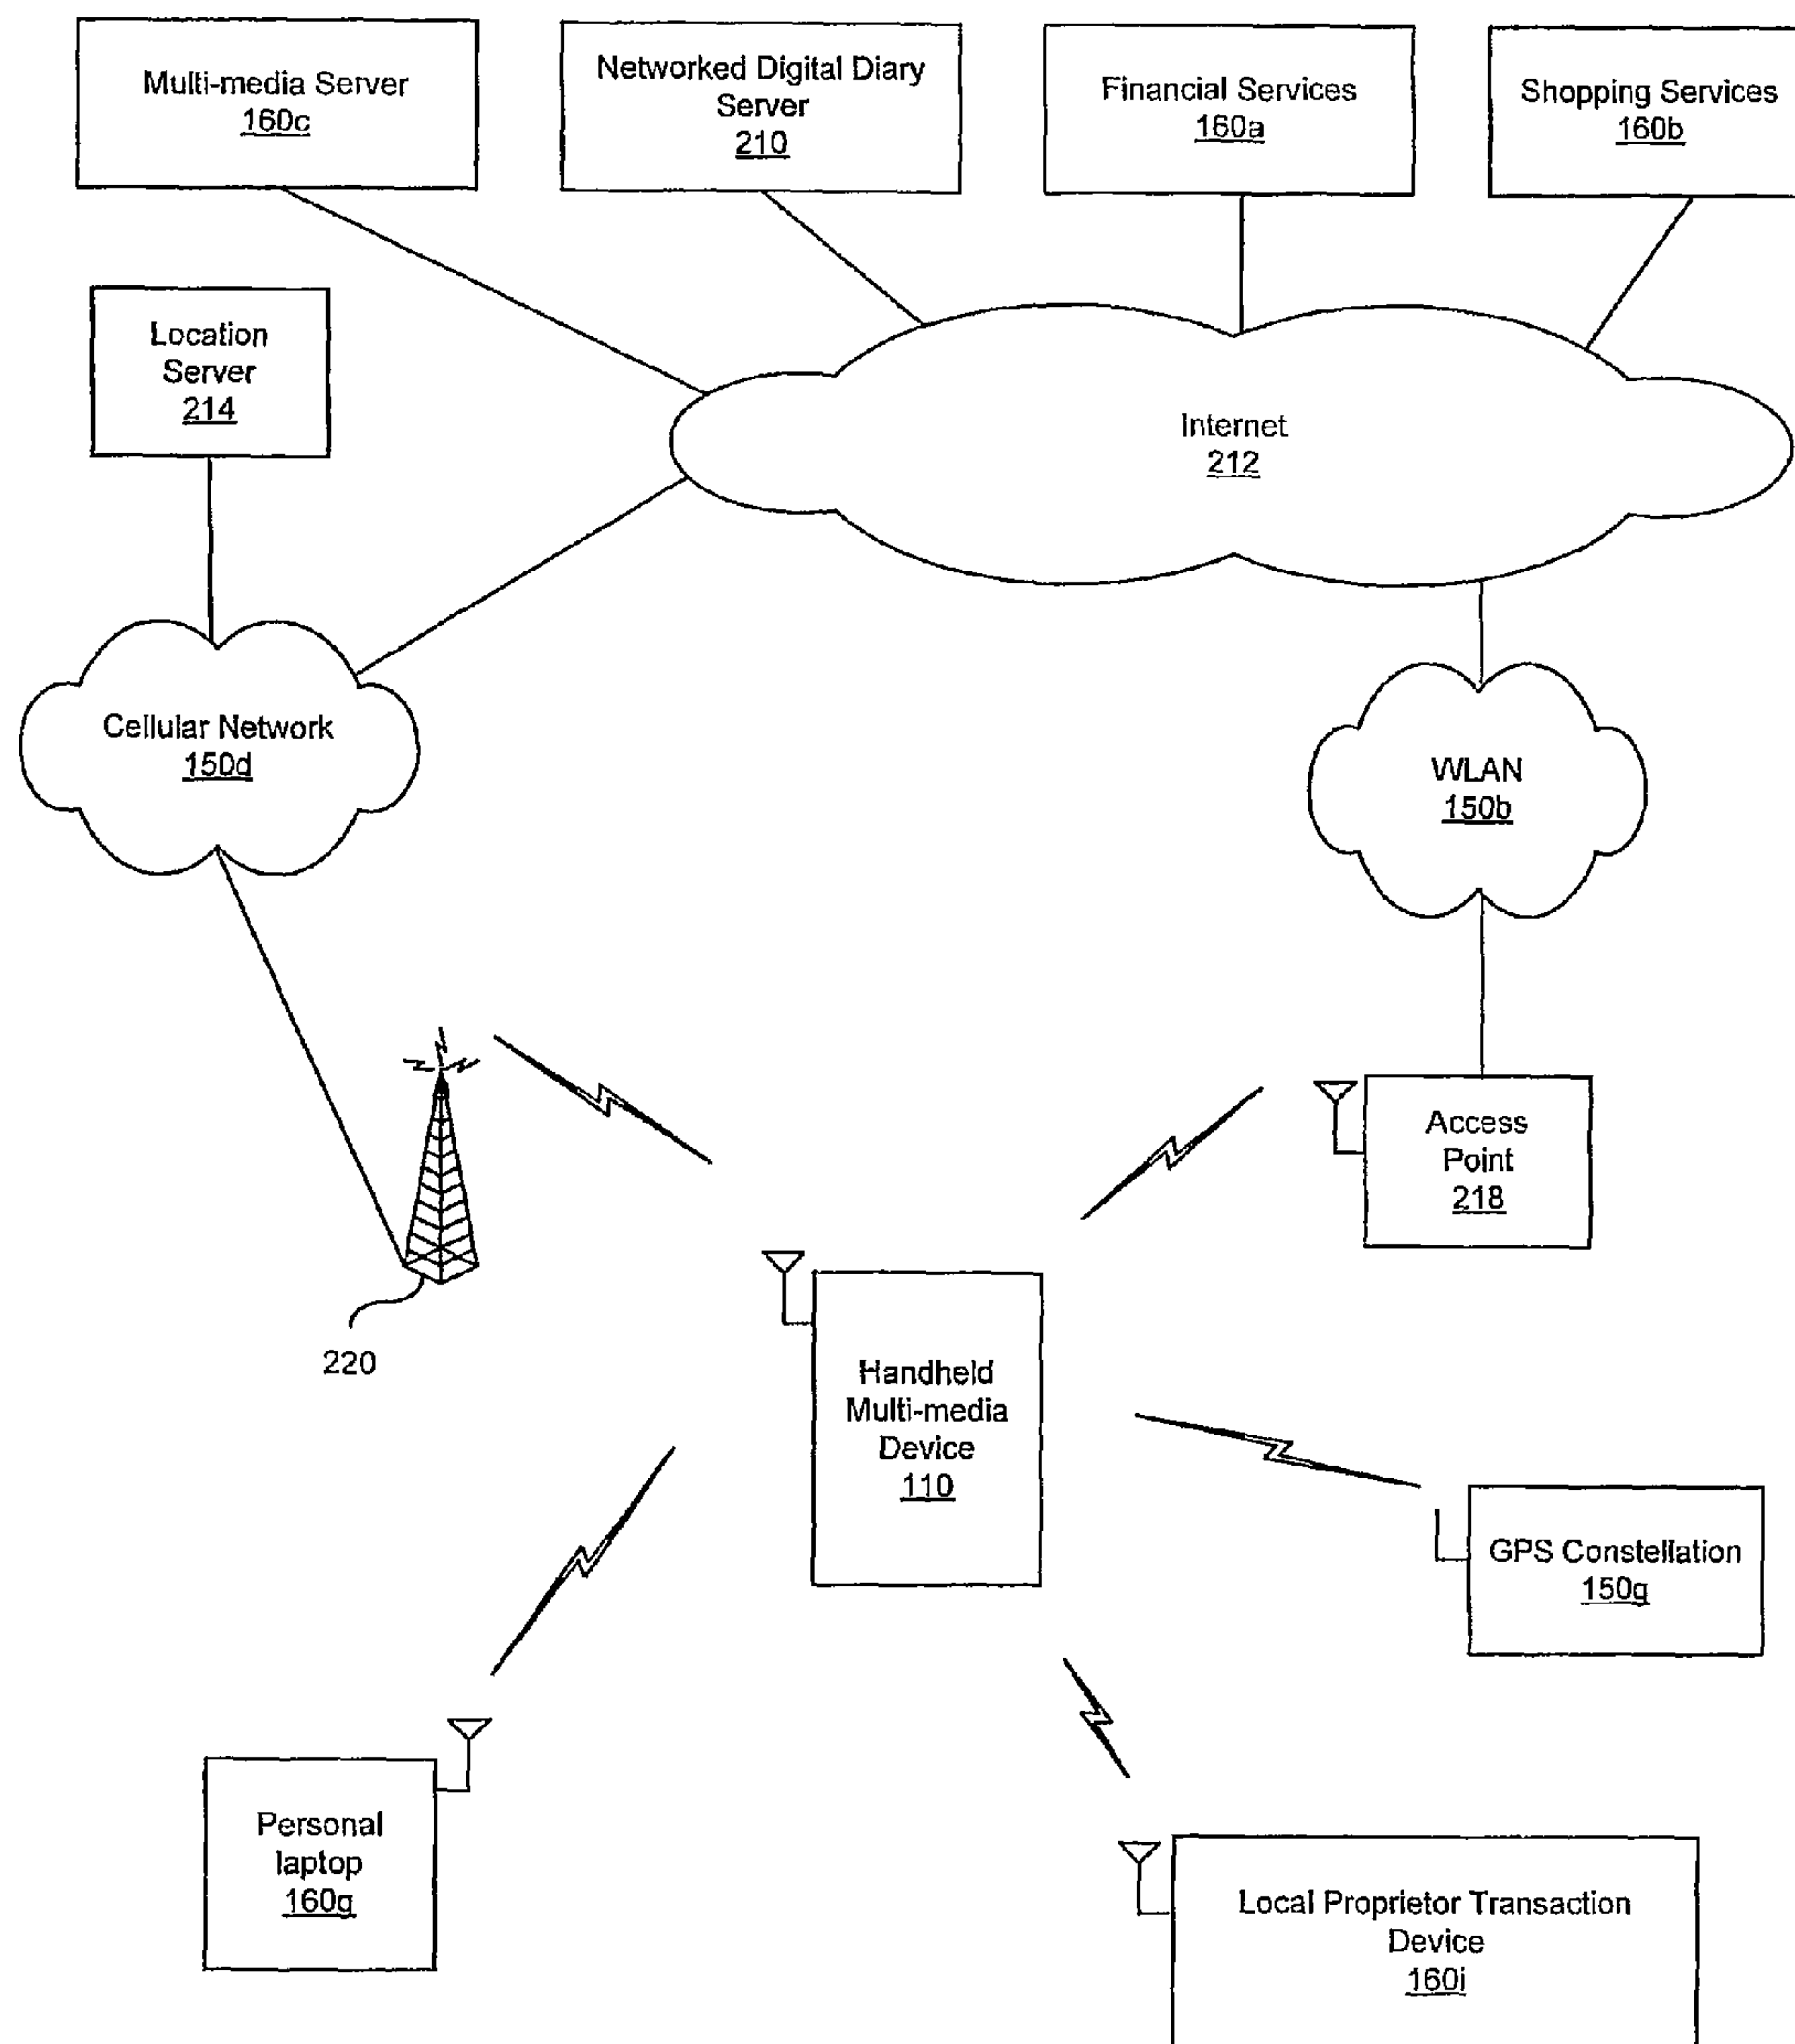 Multi-media Server
160c
Networked Digital Diary
Server
210
Financial Services
160a
Shopping Services
160b
Location
Server
214
Internet
212
Cellular Network
150d
WLAN
150b
Access
Point
218
220
Handheld
Multi-media
Device
110
GPS Constellation
150g
Personal
laptop
160g
Local Proprietor Transaction
Device
160i